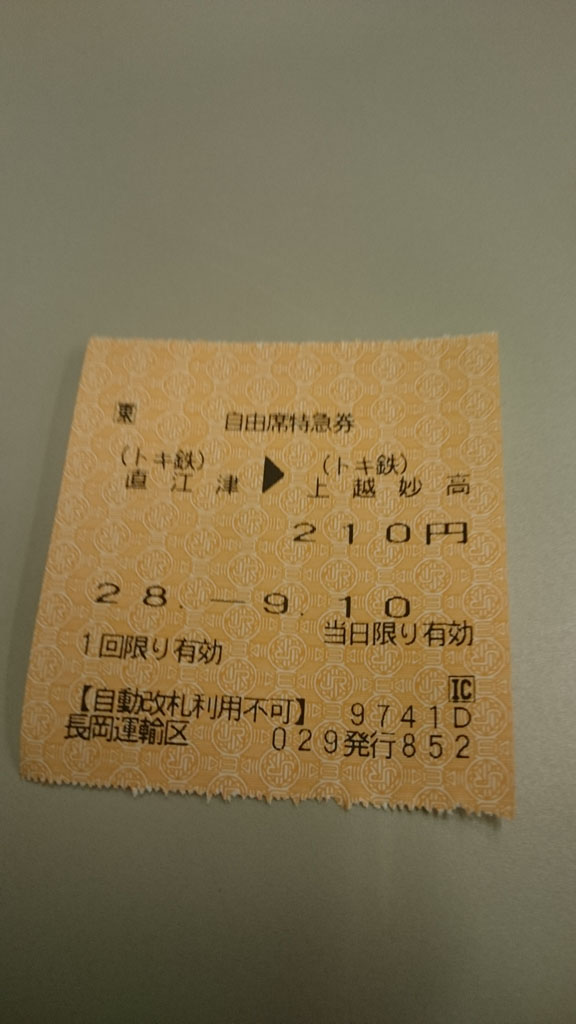 東 自由席特急券
(トキ鉄) (トキ鉄)
直江津 ▶ 上越妙高
210円
28.-9.10
1回限り有効 当日限り有効
IC
【自動改札利用不可】 9741D
長岡運輸区 029発行852